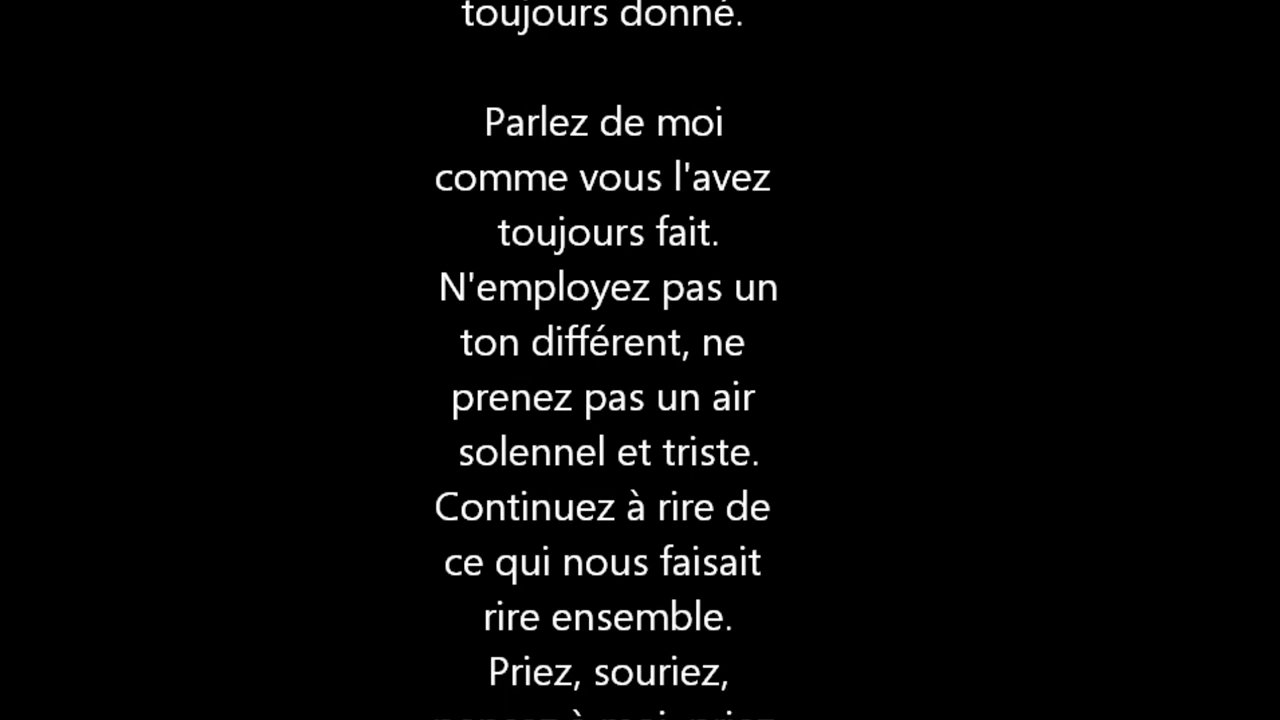 toujours donné.
Parlez de moi
comme vous l'avez
toujours fait.
N'employez pas un
ton différent, ne
prenez pas un air
solennel et triste.
Continuez à rire de
ce qui nous faisait
rire ensemble.
Priez, souriez,